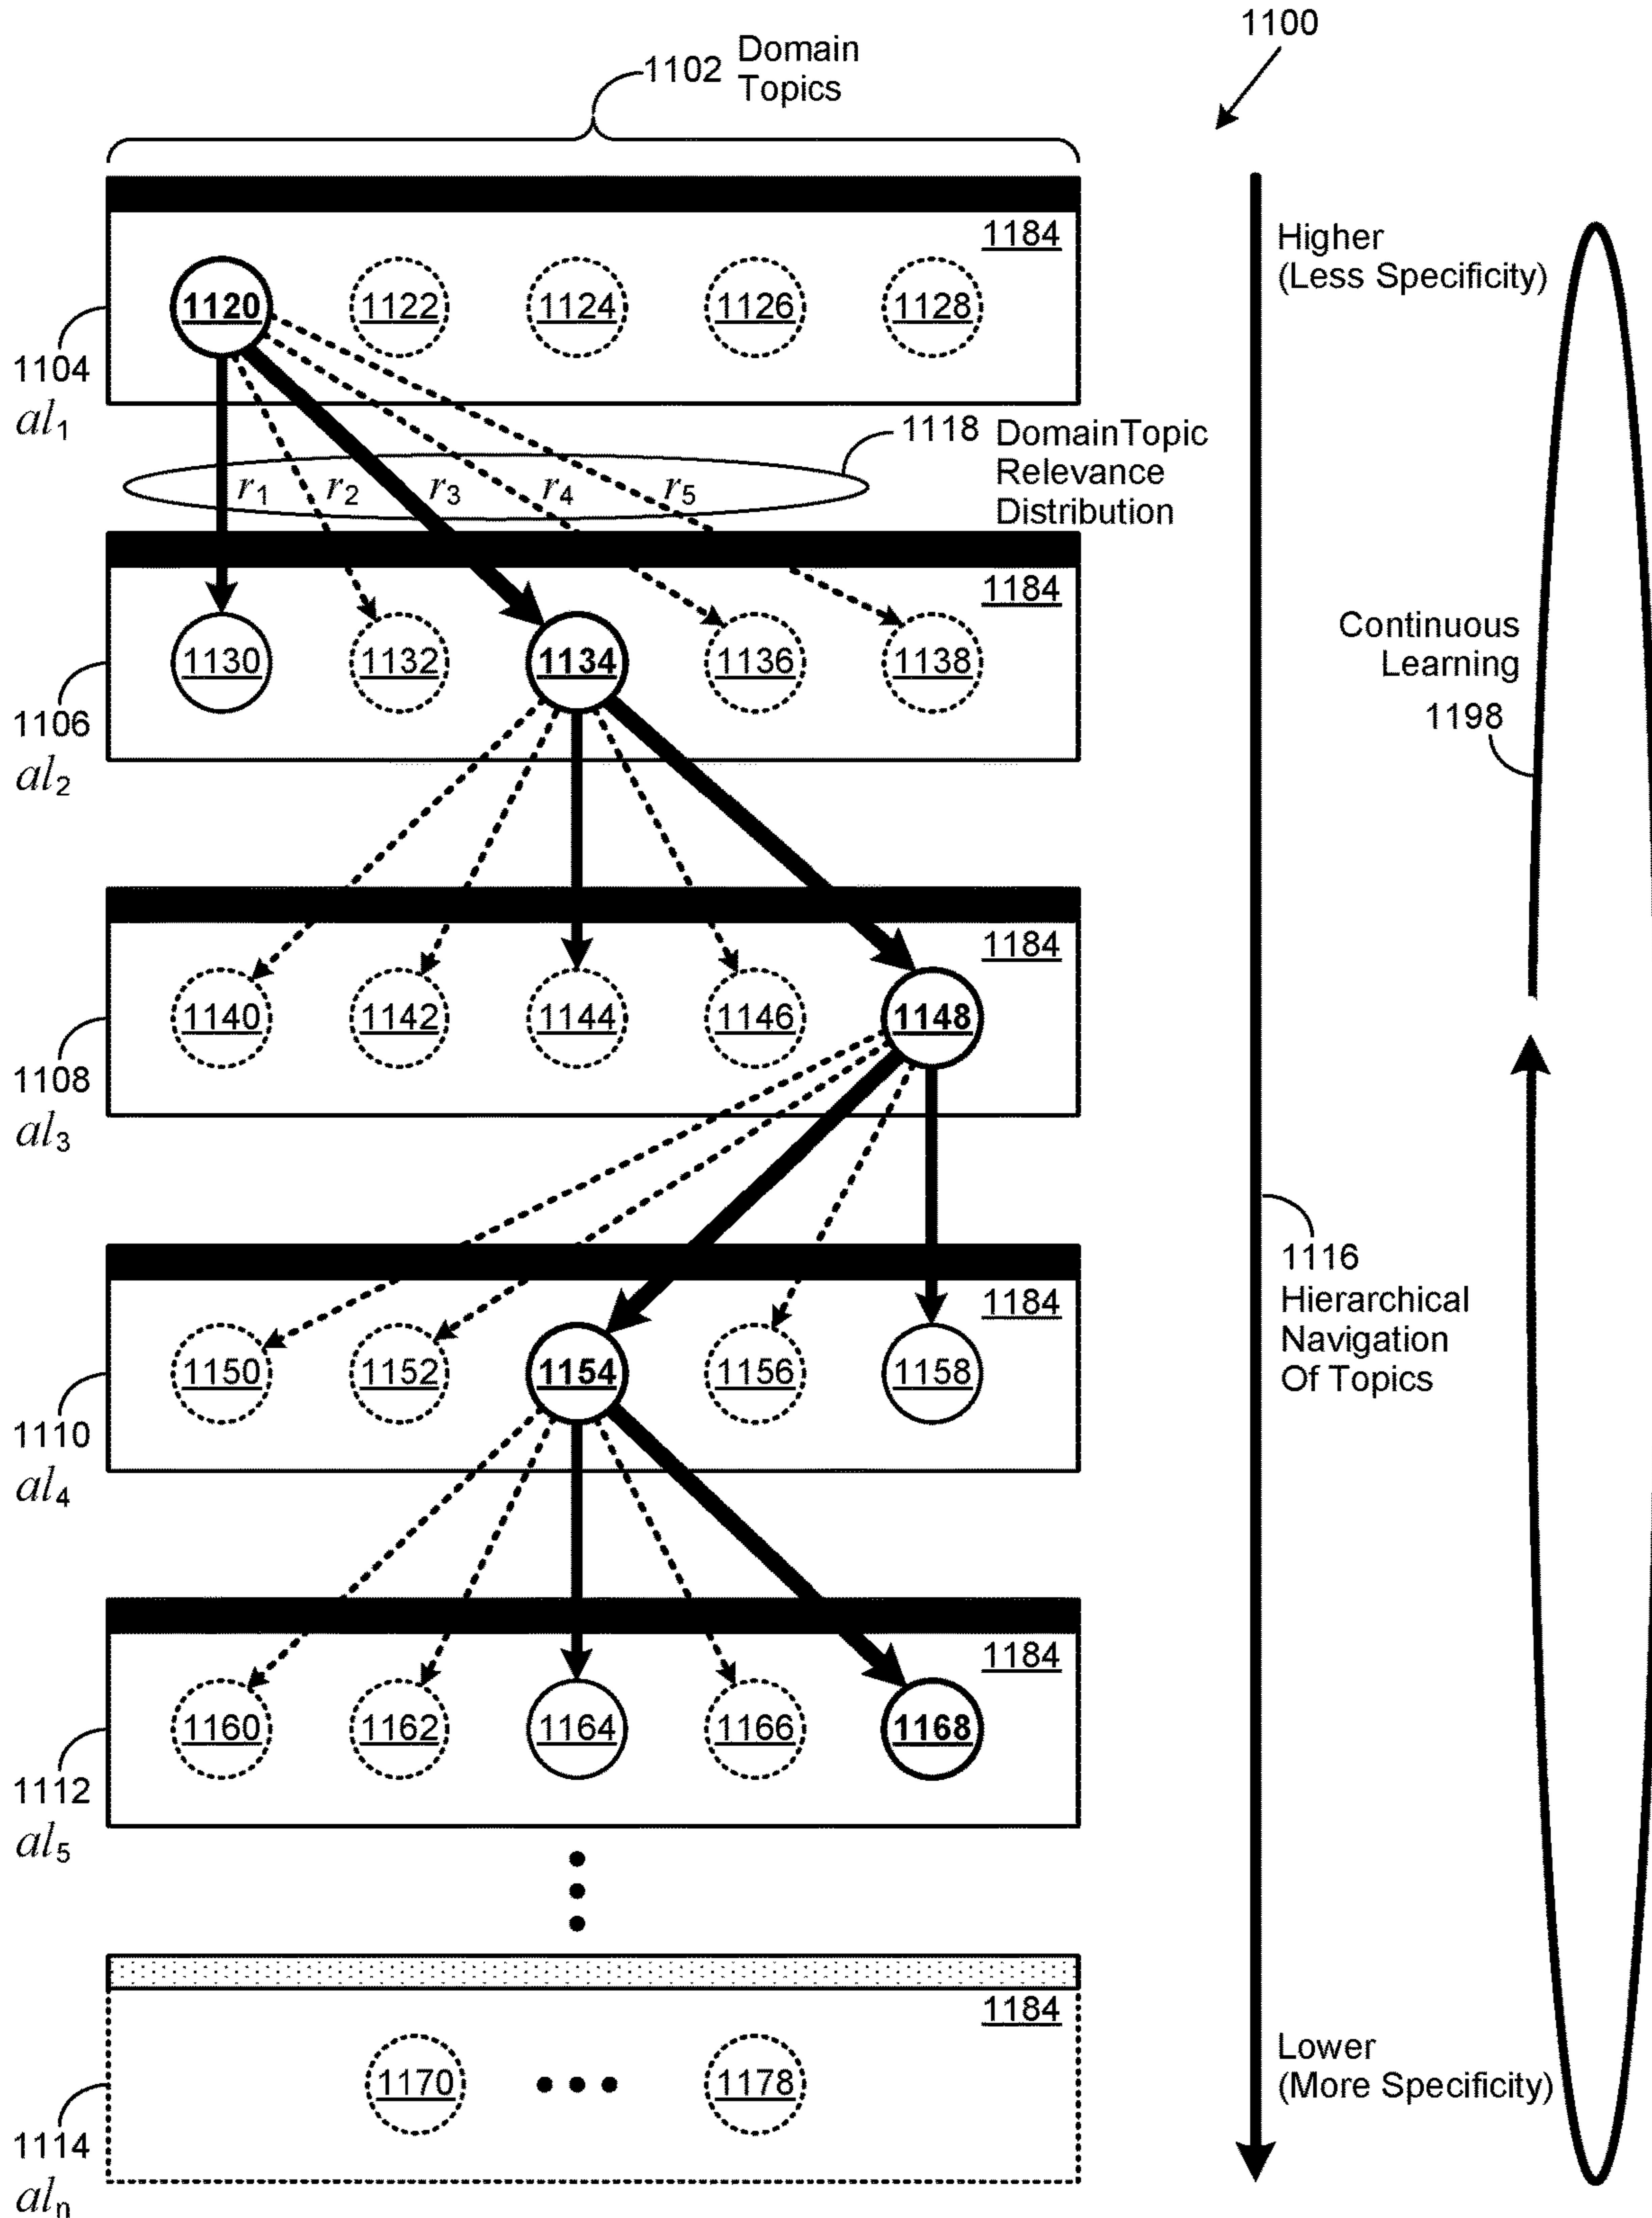 1100
1102 Domain
Topics
1184
Higher
(Less Specificity)
1120 1122 1124 1126 1128
1104
al1
1118 DomainTopic
Relevance
Distribution
r1 r2 r3 r4 r5
1184
Continuous
Learning
1198
1130 1132 1134 1136 1138
1106
al2
1184
1140 1142 1144 1146 1148
1108
al3
1116
Hierarchical
Navigation
Of Topics
1184
1150 1152 1154 1156 1158
1110
al4
1184
1160 1162 1164 1166 1168
1112
al5
1184
Lower
(More Specificity)
1170 1178
1114
aln